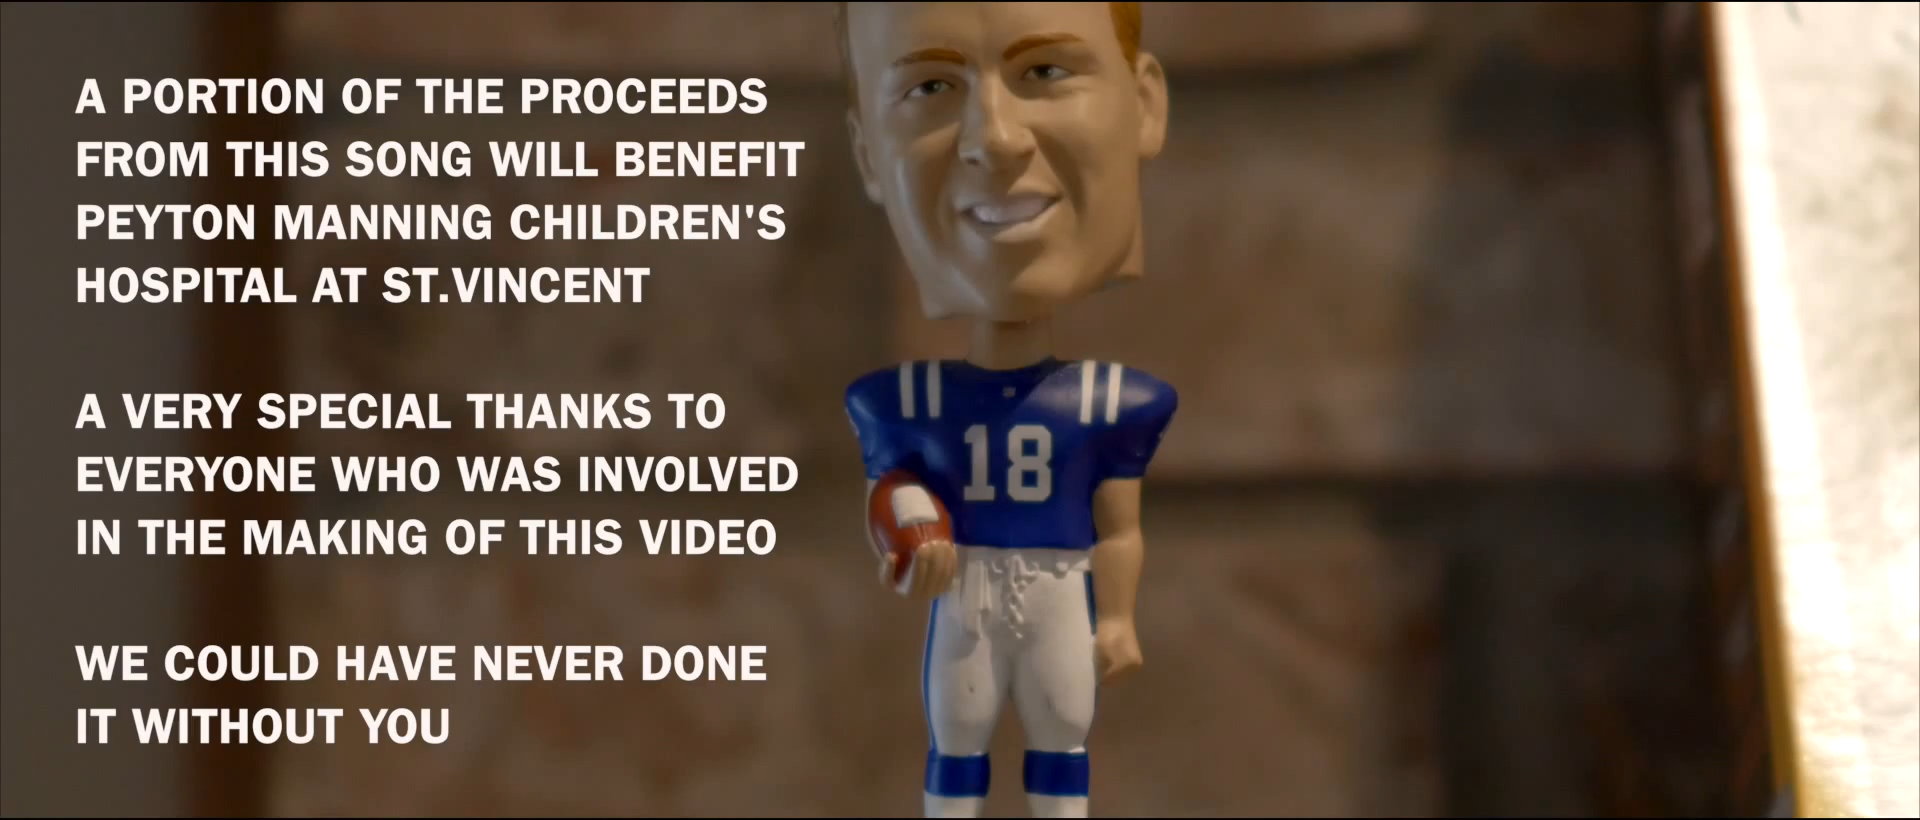 A PORTION OF THE PROCEEDS
FROM THIS SONG WILL BENEFIT
PEYTON MANNING CHILDREN'S
HOSPITAL AT ST.VINCENT
A VERY SPECIAL THANKS TO
EVERYONE WHO WAS INVOLVED
IN THE MAKING OF THIS VIDEO
WE COULD HAVE NEVER DONE
IT WITHOUT YOU
18